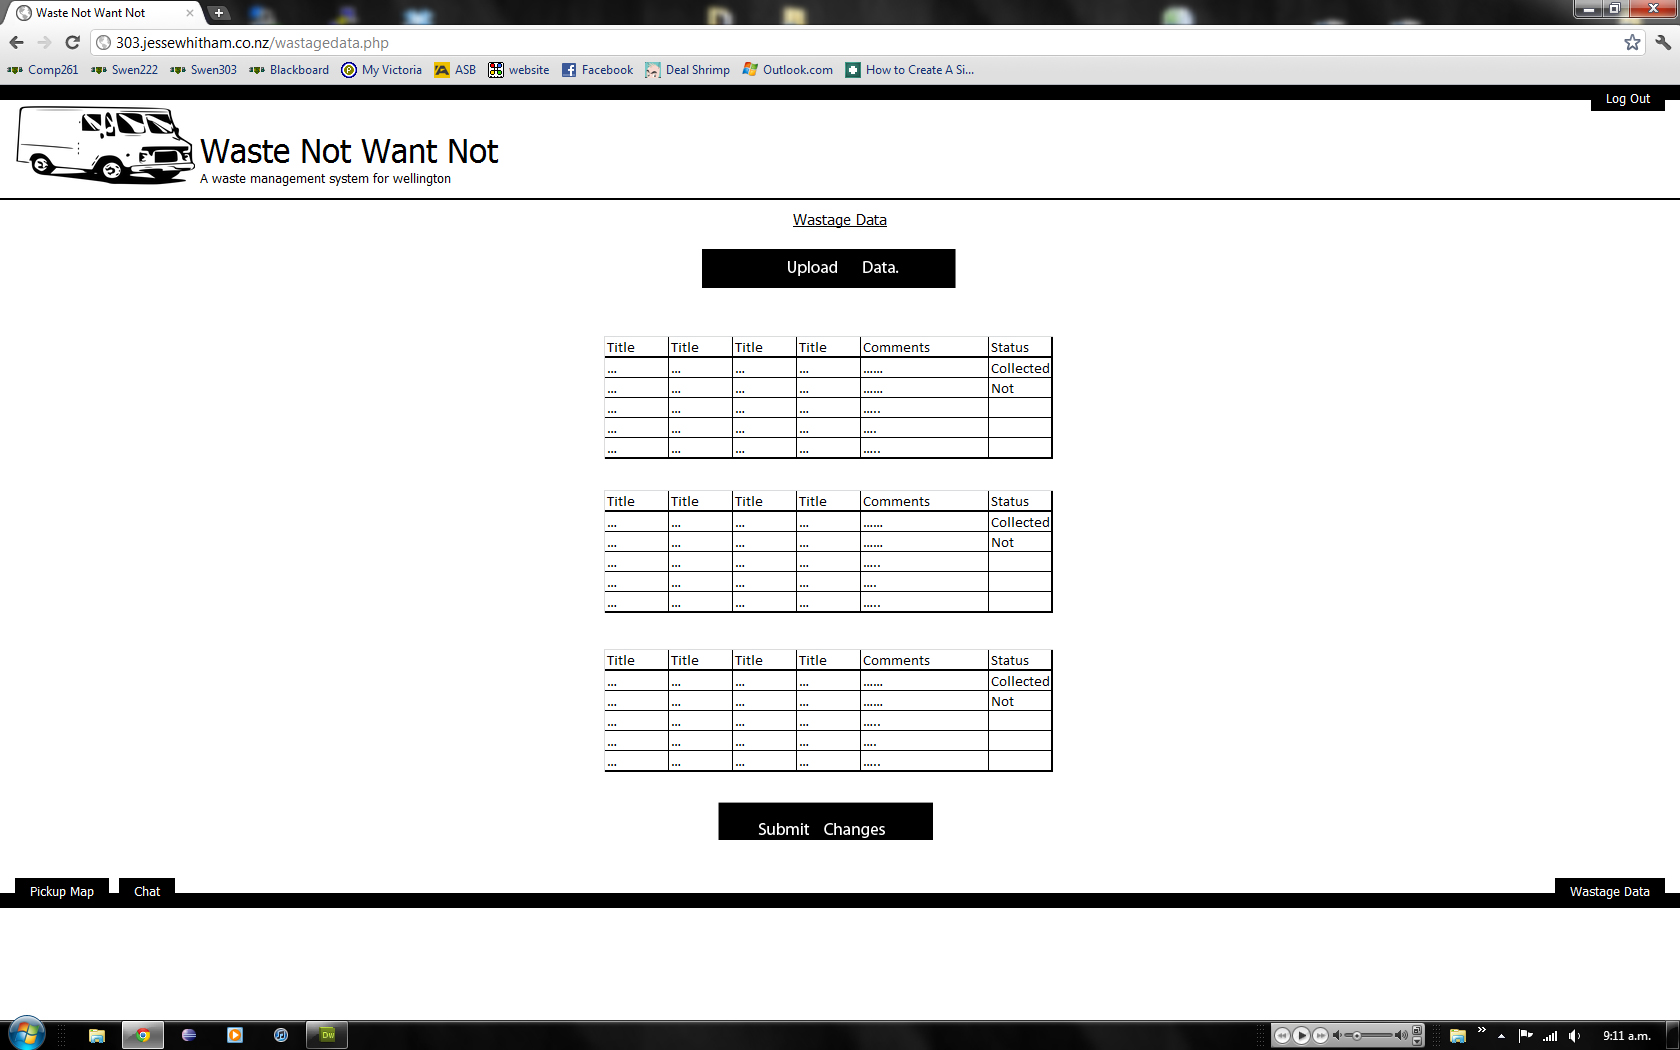 Waste Not Want Not
303.jessewhitham.co.nz/wastagedata.php
Comp261 Swen222 Swen303 Blackboard My Victoria ASB website Facebook Deal Shrimp Outlook.com How to Create A Si...
Log Out
Waste Not Want Not
A waste management system for wellington
Wastage Data
Upload Data.
Title Title Title Title Comments Status
... ... ... ... ...... Collected
... ... ... ... ...... Not
... ... ... ... .....
... ... ... ... ....
... ... ... ... .....
Title Title Title Title Comments Status
... ... ... ... ...... Collected
... ... ... ... ...... Not
... ... ... ... .....
... ... ... ... ....
... ... ... ... .....
Title Title Title Title Comments Status
... ... ... ... ...... Collected
... ... ... ... ...... Not
... ... ... ... .....
... ... ... ... ....
... ... ... ... .....
Submit Changes
Pickup Map Chat Wastage Data
Dw
9:11 a.m.